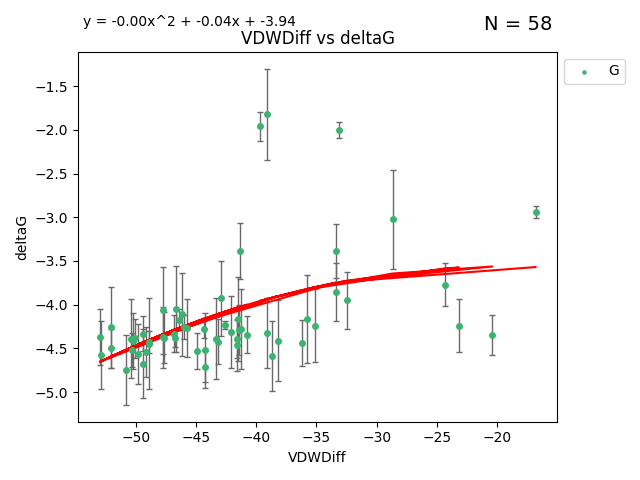 y = -0.00x^2 + -0.04x + -3.94
N = 58
VDWDiff vs deltaG
G
−1.5
−2.0
−2.5
−3.0
−3.5
−4.0
−4.5
−5.0
deltaG
−50 −45 −40 −35 −30 −25 −20
VDWDiff